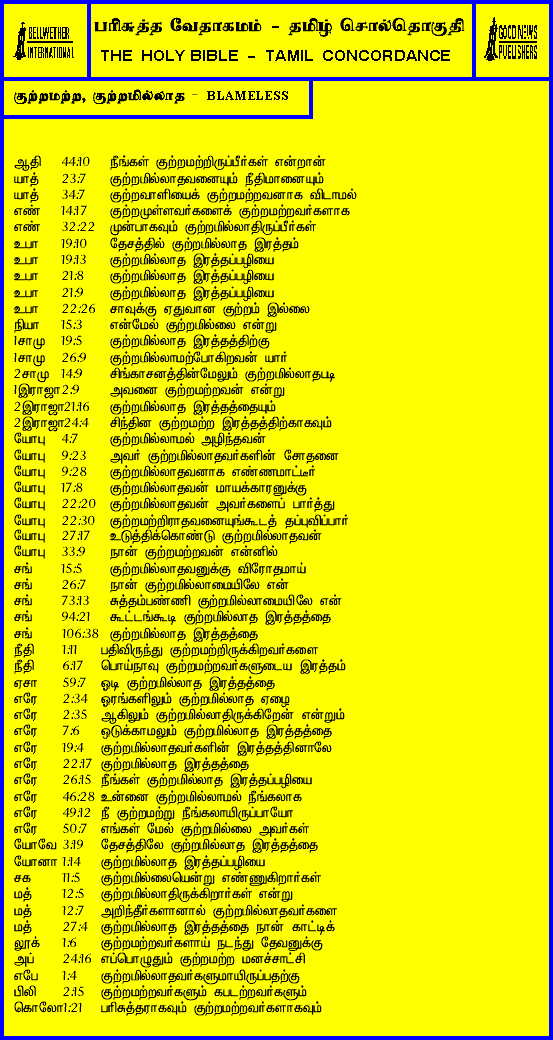 BELLWETHER
INTERNATIONAL
பரிசுத்த வேதாகமம் - தமிழ் சொல்தொகுதி
THE HOLY BIBLE - TAMIL CONCORDANCE
GOOD NEWS
PUBLISHERS
குற்றமற்ற, குற்றமில்லாத - BLAMELESS
ஆதி 44:10 நீங்கள் குற்றமற்றிருப்பீர்கள் என்றான்
யாத் 23:7 குற்றமில்லாதவனையும் நீதிமானையும்
யாத் 34:7 குற்றவாளியைக் குற்றமற்றவனாக விடாமல்
எண் 14:17 குற்றமுள்ளவர்களைக் குற்றமற்றவர்களாக
எண் 32:22 முன்பாகவும் குற்றமில்லாதிருப்பீர்கள்
உபா 19:10 தேசத்தில் குற்றமில்லாத இரத்தம்
உபா 19:13 குற்றமில்லாத இரத்தப்பழியை
உபா 21:8 குற்றமில்லாத இரத்தப்பழியை
உபா 21:9 குற்றமில்லாத இரத்தப்பழியை
உபா 22:26 சாவுக்கு ஏதுவான குற்றம் இல்லை
நியா 15:3 என்மேல் குற்றமில்லை என்று
1சாமு 19:5 குற்றமில்லாத இரத்தத்திற்கு
1சாமு 26:9 குற்றமில்லாமற்போகிறவன் யார்
2சாமு 14:9 சிங்காசனத்தின்மேலும் குற்றமில்லாதபடி
1இராஜா 2:9 அவனை குற்றமற்றவன் என்று
2இராஜா21:16 குற்றமில்லாத இரத்தத்தையும்
2இராஜா24:4 சிந்தின குற்றமற்ற இரத்தத்திற்காகவும்
யோபு 4:7 குற்றமில்லாமல் அழிந்தவன்
யோபு 9:23 அவர் குற்றமில்லாதவர்களின் சோதனை
யோபு 9:28 குற்றமில்லாதவனாக எண்ணமாட்டீர்
யோபு 17:8 குற்றமில்லாதவன் மாயக்காரனுக்கு
யோபு 22:20 குற்றமில்லாதவன் அவர்களைப் பார்த்து
யோபு 22:30 குற்றமற்றிராதவனையுங்கூடத் தப்புவிப்பார்
யோபு 27:17 உடுத்திக்கொண்டு குற்றமில்லாதவன்
யோபு 33:9 நான் குற்றமற்றவன் என்னில்
சங் 15:5 குற்றமில்லாதவனுக்கு விரோதமாய்
சங் 26:7 நான் குற்றமில்லாமையிலே என்
சங் 73:13 சுத்தம்பண்ணி குற்றமில்லாமையிலே என்
சங் 94:21 கூட்டங்கூடி குற்றமில்லாத இரத்தத்தை
சங் 106:38 குற்றமில்லாத இரத்தத்தை
நீதி 1:11 பதிவிருந்து குற்றமற்றிருக்கிறவர்களை
நீதி 6:17 பொய்நாவு குற்றமற்றவர்களுடைய இரத்தம்
ஏசா 59:7 ஓடி குற்றமில்லாத இரத்தத்தை
எரே 2:34 ஓரங்களிலும் குற்றமில்லாத ஏழை
எரே 2:35 ஆகிலும் குற்றமில்லாதிருக்கிறேன் என்றும்
எரே 7:6 ஒடுக்காமலும் குற்றமில்லாத இரத்தத்தை
எரே 19:4 குற்றமில்லாதவர்களின் இரத்தத்தினாலே
எரே 22:17 குற்றமில்லாத இரத்தத்தை
எரே 26:15 நீங்கள் குற்றமில்லாத இரத்தப்பழியை
எரே 46:28 உன்னை குற்றமில்லாமல் நீங்கலாக
எரே 49:12 நீ குற்றமற்று நீங்கலாயிருப்பாயோ
எரே 50:7 எங்கள் மேல் குற்றமில்லை அவர்கள்
யோவே 3:19 தேசத்திலே குற்றமில்லாத இரத்தத்தை
யோனா 1:14 குற்றமில்லாத இரத்தப்பழியை
சக 11:5 குற்றமில்லையென்று எண்ணுகிறார்கள்
மத் 12:5 குற்றமில்லாதிருக்கிறார்கள் என்று
மத் 12:7 அறிந்தீர்களானால் குற்றமில்லாதவர்களை
மத் 27:4 குற்றமில்லாத இரத்தத்தை நான் காட்டிக்
லூக் 1:6 குற்றமற்றவர்களாய் நடந்து தேவனுக்கு
அப் 24:16 எப்பொழுதும் குற்றமற்ற மனச்சாட்சி
எபே 1:4 குற்றமில்லாதவர்களுமாயிருப்பதற்கு
பிலி 2:15 குற்றமற்றவர்களும் கபடற்றவர்களும்
கொலோ1:21 பரிசுத்தராகவும் குற்றமற்றவர்களாகவும்